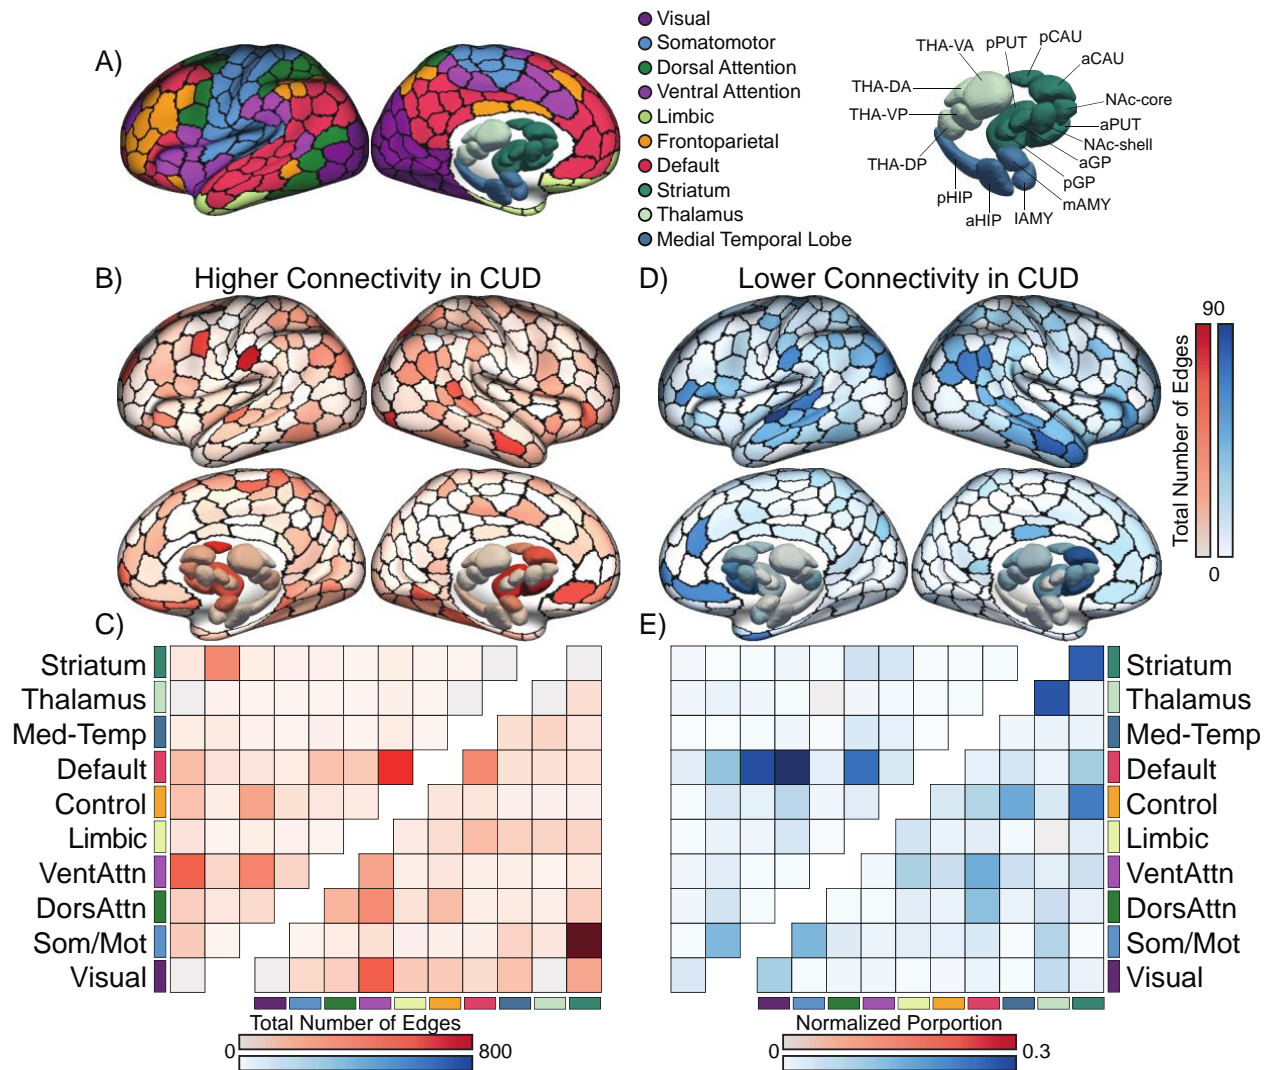 A)
Visual
Somatomotor
Dorsal Attention
Ventral Attention
Limbic
Frontoparietal
Default
Striatum
Thalamus
Medial Temporal Lobe
THA-VA
pPUT
pCAU
aCAU
THA-DA
NAc-core
THA-VP
aPUT
NAc-shell
THA-DP
aGP
pGP
pHIP
mAMY
aHIP
lAMY
B)
Higher Connectivity in CUD
D)
Lower Connectivity in CUD
90
Total Number of Edges
0
C)
E)
Striatum
Thalamus
Med-Temp
Default
Control
Limbic
VentAttn
DorsAttn
Som/Mot
Visual
Striatum
Thalamus
Med-Temp
Default
Control
Limbic
VentAttn
DorsAttn
Som/Mot
Visual
Total Number of Edges
0
800
Normalized Porportion
0
0.3